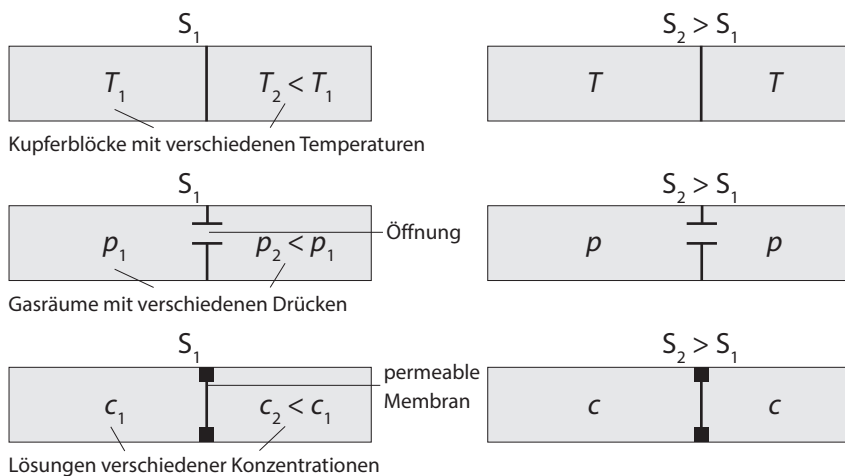 S₁ S₂ > S₁
T₁ T₂ < T₁ T T
Kupferblöcke mit verschiedenen Temperaturen
S₁ S₂ > S₁
p₁ p₂ < p₁ Öffnung p p
Gasräume mit verschiedenen Drücken
S₁ S₂ > S₁
permeable
c₁ c₂ < c₁ Membran c c
Lösungen verschiedener Konzentrationen